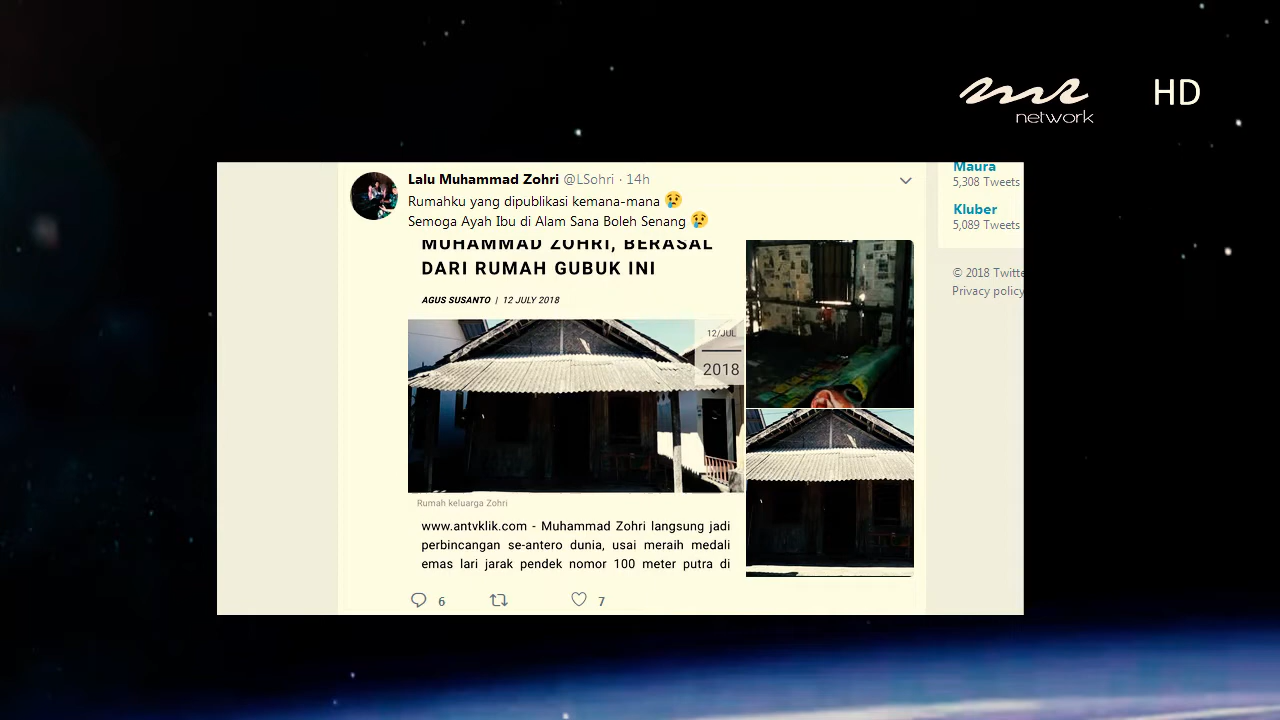 mr
network
HD
Lalu Muhammad Zohri @LSohri · 14h
Rumahku yang dipublikasi kemana-mana 😢
Semoga Ayah Ibu di Alam Sana Boleh Senang 😢
MUHAMMAD ZOHRI, BERASAL
DARI RUMAH GUBUK INI
AGUS SUSANTO | 12 JULY 2018
12/JUL
2018
Rumah keluarga Zohri
www.antvklik.com - Muhammad Zohri langsung jadi
perbincangan se-antero dunia, usai meraih medali
emas lari jarak pendek nomor 100 meter putra di
6
7
Maura
5,308 Tweets
Kluber
5,089 Tweets
© 2018 Twitte
Privacy policy